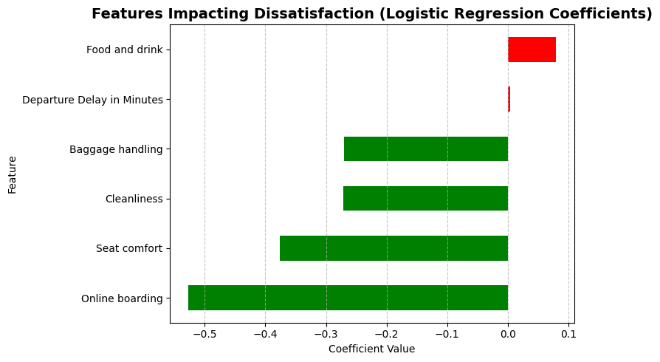 Features Impacting Dissatisfaction (Logistic Regression Coefficients)
Food and drink
Departure Delay in Minutes
Baggage handling
Cleanliness
Seat comfort
Online boarding
Feature
−0.5 −0.4 −0.3 −0.2 −0.1 0.0 0.1
Coefficient Value